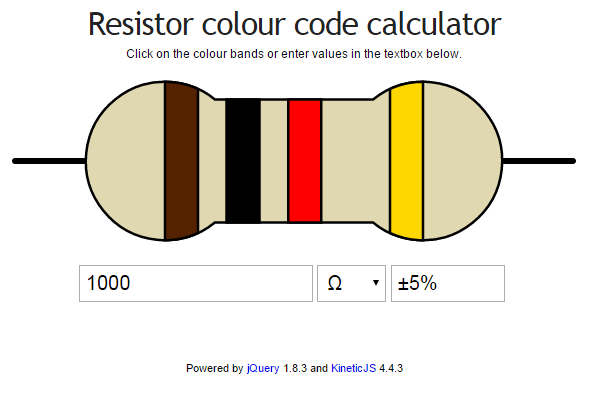 Resistor colour code calculator
Click on the colour bands or enter values in the textbox below.
1000 Ω ±5%
Powered by jQuery 1.8.3 and KineticJS 4.4.3